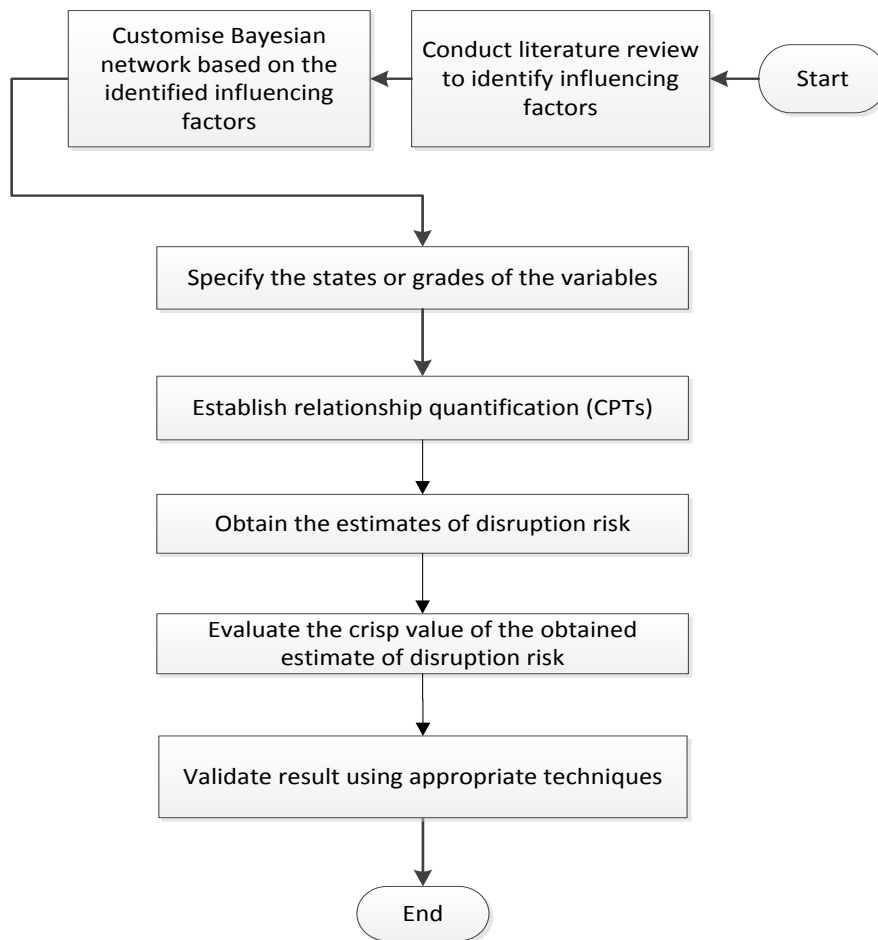 Start
Conduct literature review
to identify influencing
factors
Customise Bayesian
network based on the
identified influencing
factors
Specify the states or grades of the variables
Establish relationship quantification (CPTs)
Obtain the estimates of disruption risk
Evaluate the crisp value of the obtained
estimate of disruption risk
Validate result using appropriate techniques
End